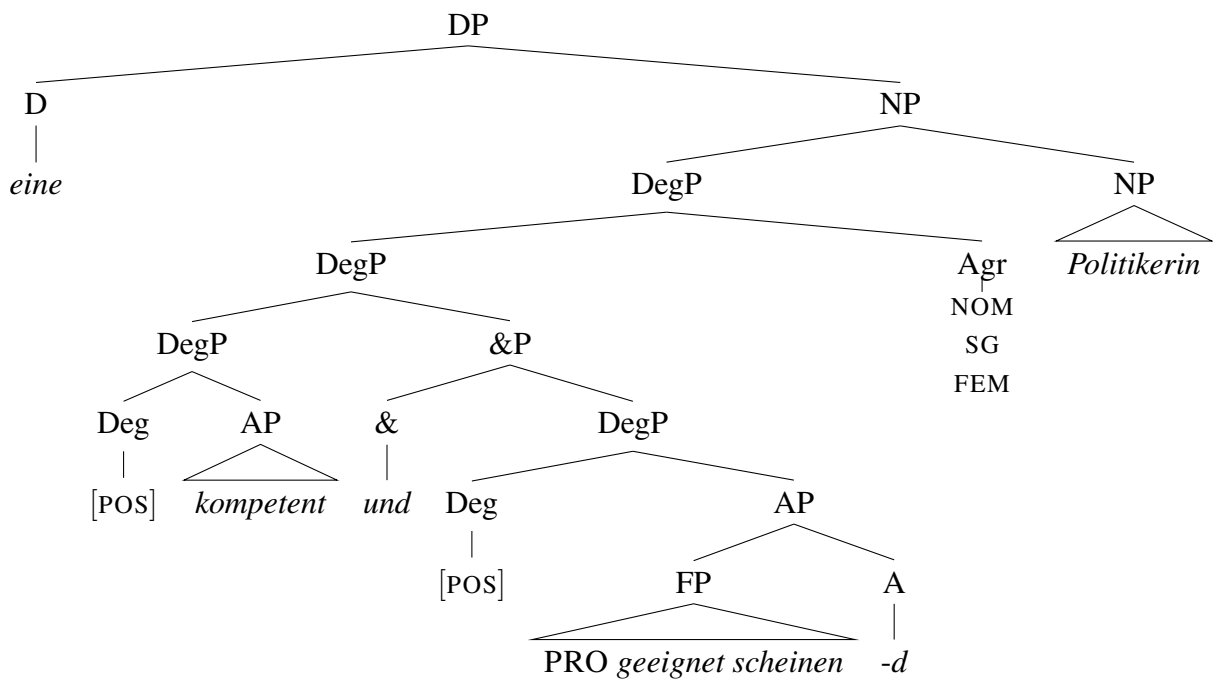 DP
D NP
eine DegP NP
DegP Agr Politikerin
NOM
DegP &P SG
FEM
Deg AP & DegP
[POS] kompetent und Deg AP
[POS] FP A
PRO geeignet scheinen -d